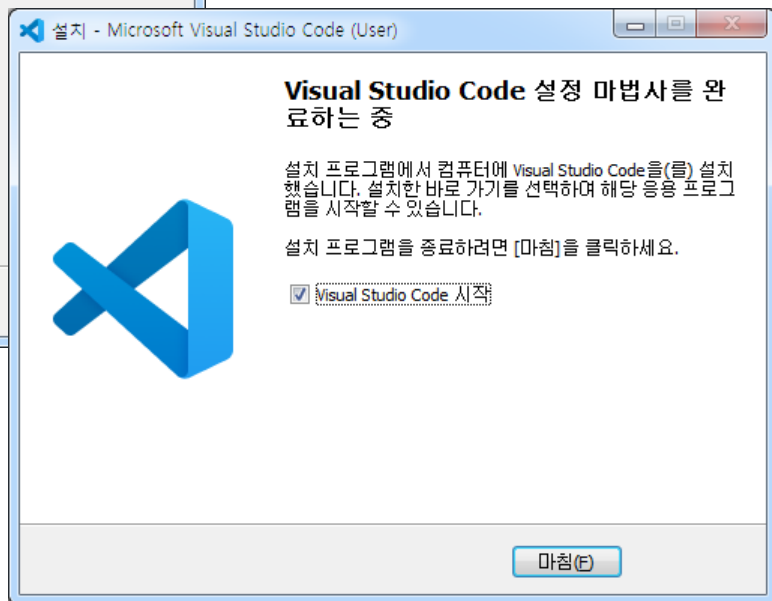 설치 - Microsoft Visual Studio Code (User)
Visual Studio Code 설정 마법사를 완
료하는 중
설치 프로그램에서 컴퓨터에 Visual Studio Code을(를) 설치
했습니다. 설치한 바로 가기를 선택하여 해당 응용 프로그
램을 시작할 수 있습니다.
설치 프로그램을 종료하려면 [마침]을 클릭하세요.
Visual Studio Code 시작
마침(F)